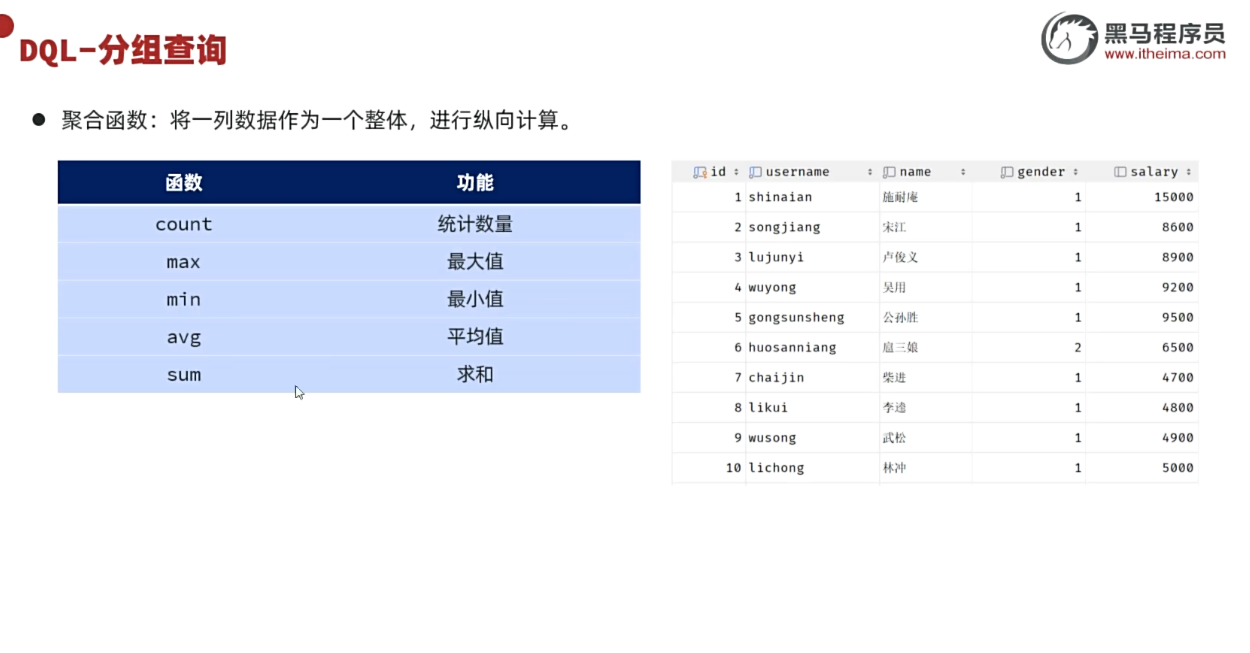 黑马程序员
www.itheima.com
DQL-分组查询
● 聚合函数：将一列数据作为一个整体，进行纵向计算。
函数 功能
count 统计数量
max 最大值
min 最小值
avg 平均值
sum 求和
id username name gender salary
1 shinaian 施耐庵 1 15000
2 songjiang 宋江 1 8600
3 lujunyi 卢俊义 1 8900
4 wuyong 吴用 1 9200
5 gongsunsheng 公孙胜 1 9500
6 huosanniang 扈三娘 2 6500
7 chaijin 柴进 1 4700
8 likui 李逵 1 4800
9 wusong 武松 1 4900
10 lichong 林冲 1 5000